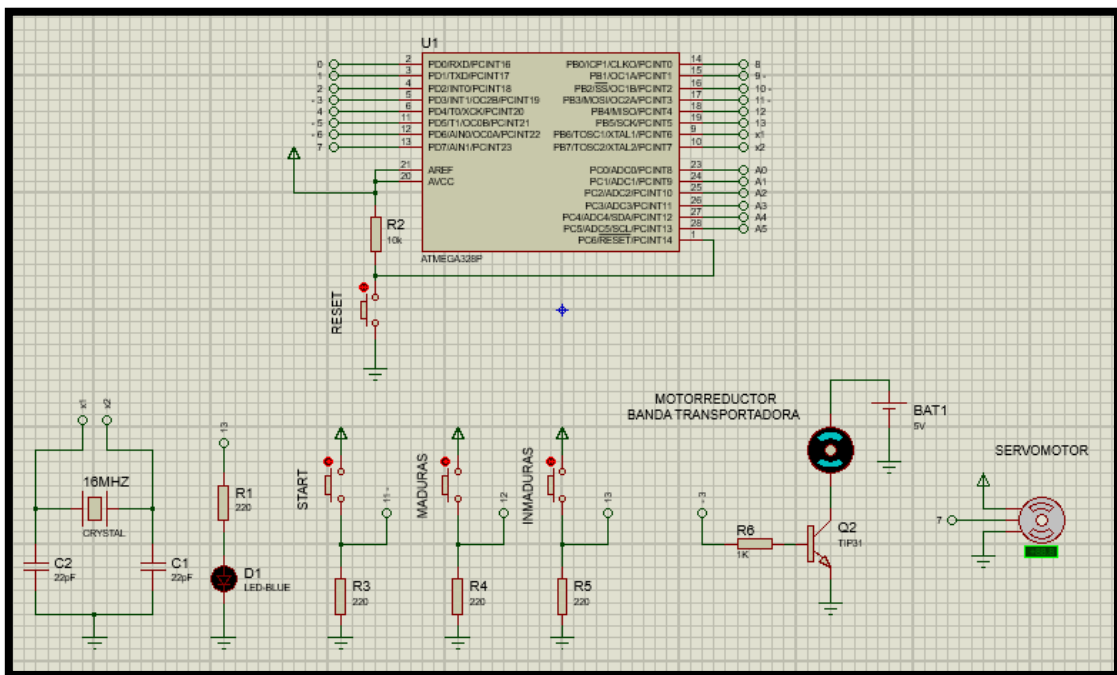 U1
0 2 PD0/RXD/PCINT16 PB0/ICP1/CLKO/PCINT0 14 8
1 3 PD1/TXD/PCINT17 PB1/OC1A/PCINT1 15 9 -
2 4 PD2/INT0/PCINT18 PB2/SS/OC1B/PCINT2 16 10 -
- 3 5 PD3/INT1/OC2B/PCINT19 PB3/MOSI/OC2A/PCINT3 17 11 -
4 6 PD4/T0/XCK/PCINT20 PB4/MISO/PCINT4 18 12
- 5 11 PD5/T1/OC0B/PCINT21 PB5/SCK/PCINT5 19 13
- 6 12 PD6/AIN0/OC0A/PCINT22 PB6/TOSC1/XTAL1/PCINT6 9 x1
7 13 PD7/AIN1/PCINT23 PB7/TOSC2/XTAL2/PCINT7 10 x2
21 AREF PC0/ADC0/PCINT8 23 A0
20 AVCC PC1/ADC1/PCINT9 24 A1
PC2/ADC2/PCINT10 25 A2
PC3/ADC3/PCINT11 26 A3
PC4/ADC4/SDA/PCINT12 27 A4
PC5/ADC5/SCL/PCINT13 28 A5
PC6/RESET/PCINT14 1
R2
10k
ATMEGA328P
RESET
x1 x2
16MHZ
CRYSTAL
C2
22pF
C1
22pF
13
R1
220
D1
LED-BLUE
START
11 -
R3
220
MADURAS
12
R4
220
INMADURAS
13
R5
220
MOTORREDUCTOR
BANDA TRANSPORTADORA
BAT1
5V
- 3
R6
1K
Q2
TIP31
SERVOMOTOR
7